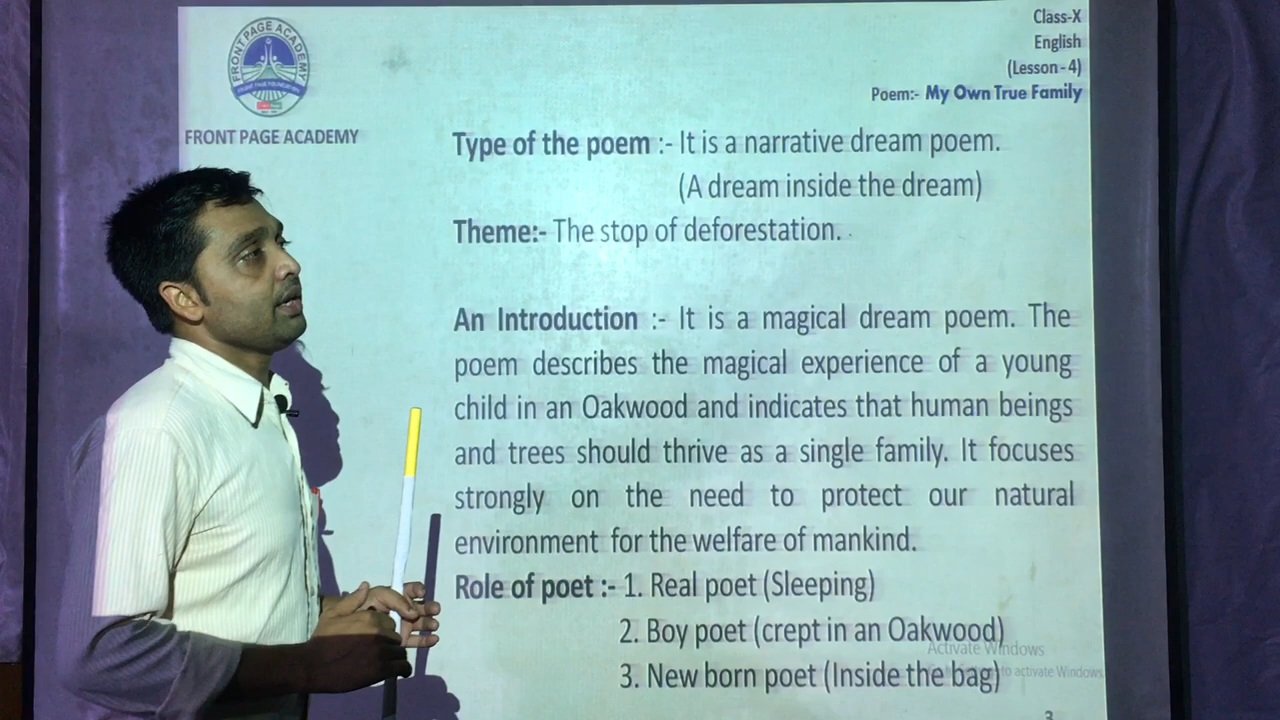 FRONT PAGE ACADEMY
FRONT PAGE ACADEMY
Class-X
English
(Lesson - 4)
Poem:- My Own True Family
Type of the poem :- It is a narrative dream poem.
(A dream inside the dream)
Theme:- The stop of deforestation.
An Introduction :- It is a magical dream poem. The
poem describes the magical experience of a young
child in an Oakwood and indicates that human beings
and trees should thrive as a single family. It focuses
strongly on the need to protect our natural
environment for the welfare of mankind.
Role of poet :- 1. Real poet (Sleeping)
2. Boy poet (crept in an Oakwood)
Activate Windows
3. New born poet (Inside the bag)
to activate Windows
3